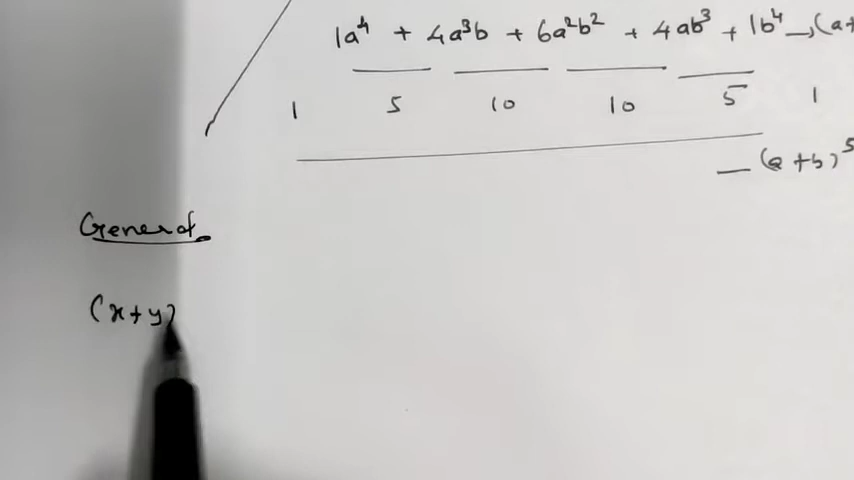 1a⁴ + 4a³b + 6a²b² + 4ab³ + 1b⁴ → (a+
1 5 10 10 5 1
— (a+b)⁵
General.
(x+y)